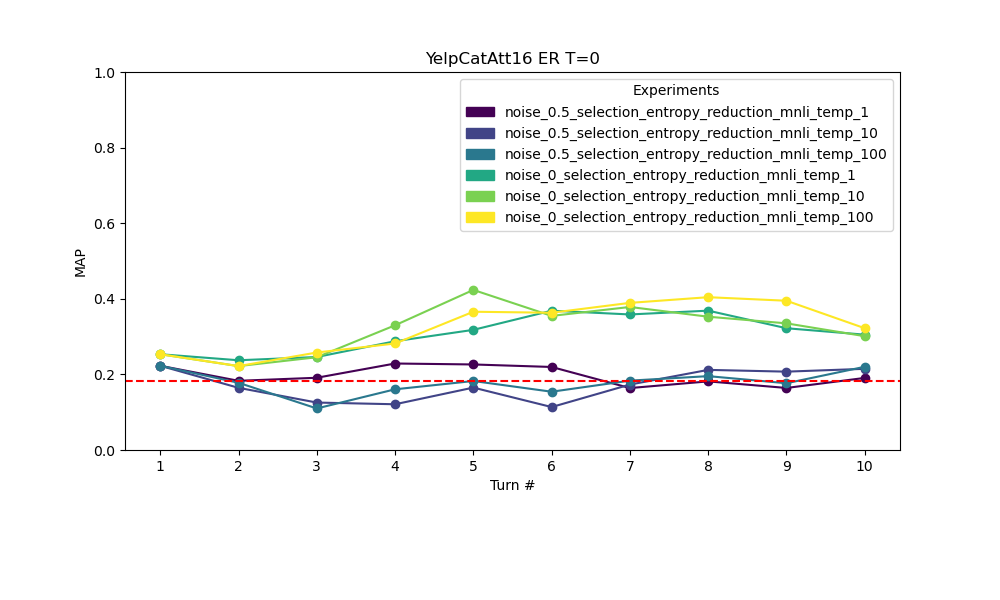 YelpCatAtt16 ER T=0
1.0
0.8
0.6
0.4
0.2
0.0
MAP
Experiments
noise_0.5_selection_entropy_reduction_mnli_temp_1
noise_0.5_selection_entropy_reduction_mnli_temp_10
noise_0.5_selection_entropy_reduction_mnli_temp_100
noise_0_selection_entropy_reduction_mnli_temp_1
noise_0_selection_entropy_reduction_mnli_temp_10
noise_0_selection_entropy_reduction_mnli_temp_100
1 2 3 4 5 6 7 8 9 10
Turn #